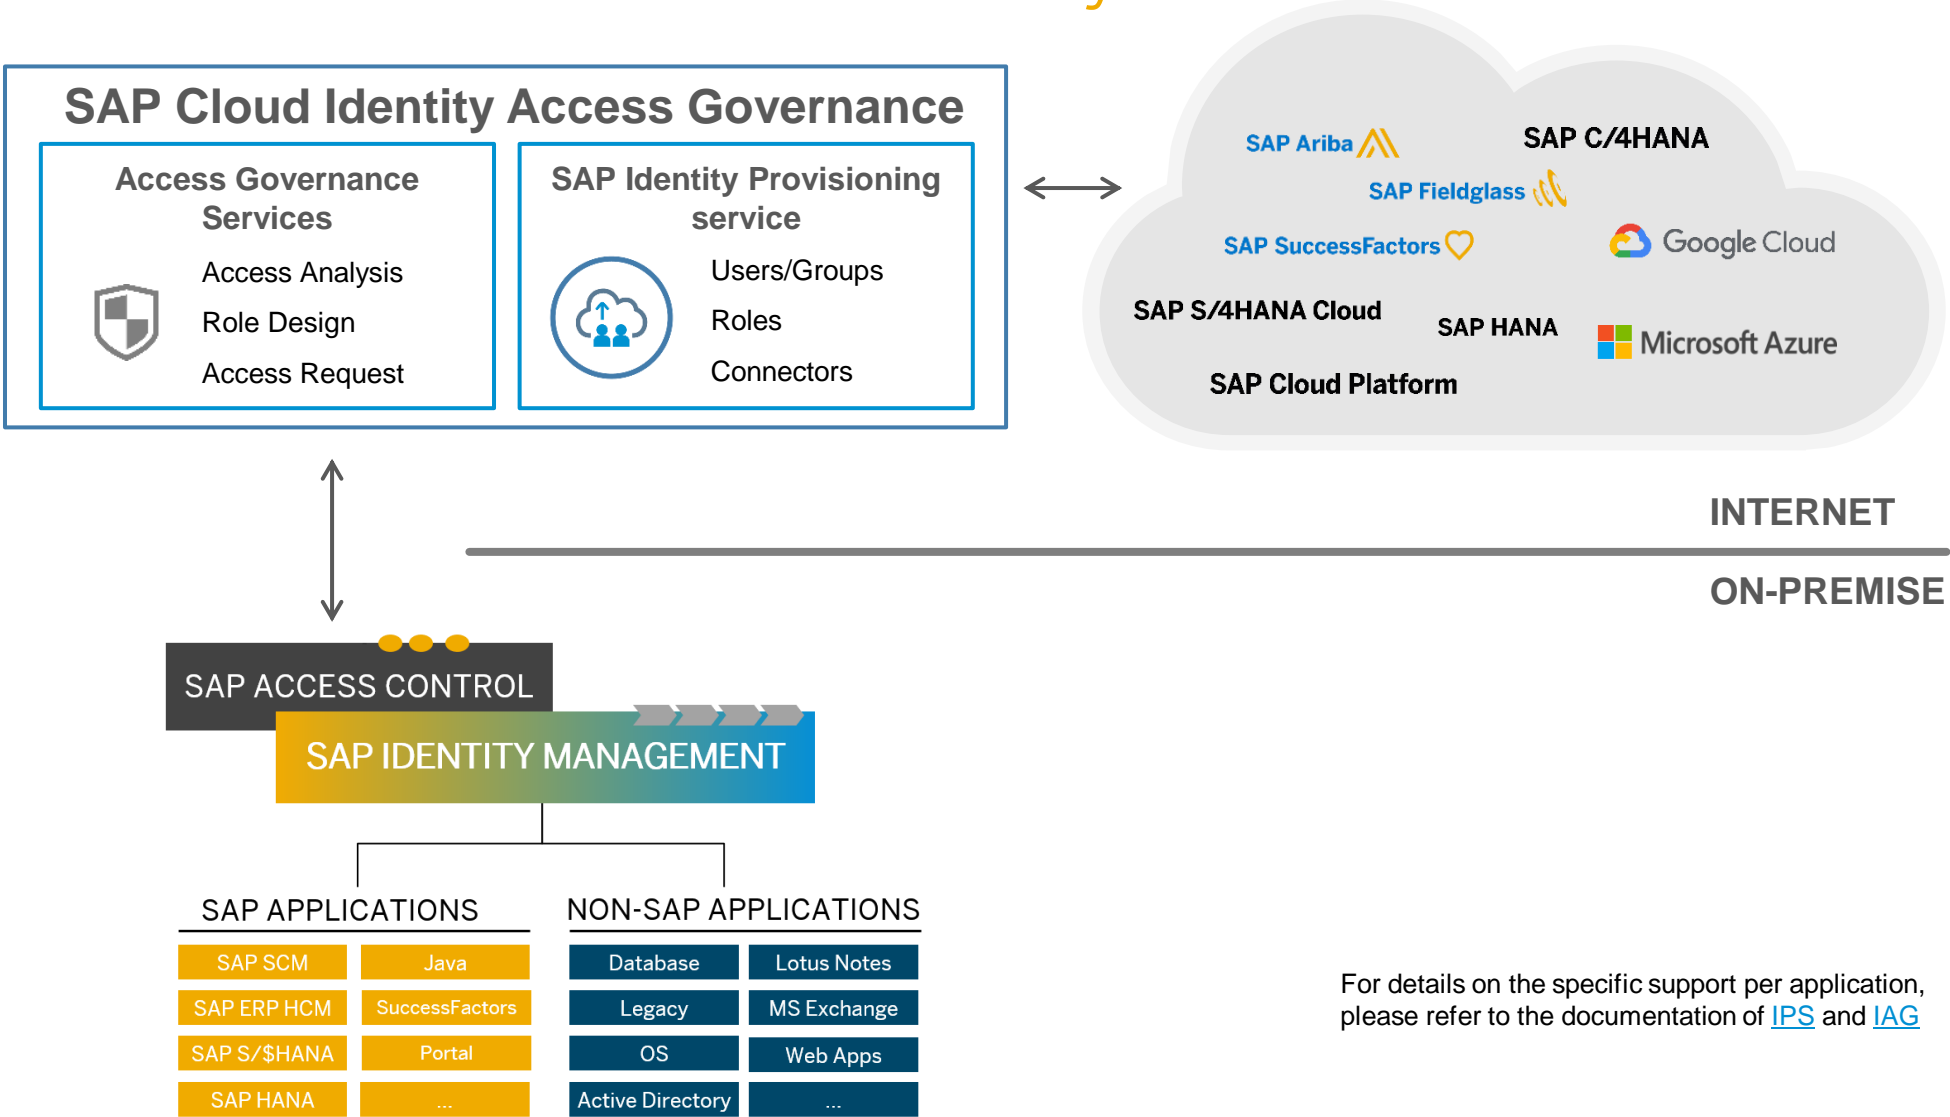 SAP Cloud Identity Access Governance
Access Governance
Services
Access Analysis
Role Design
Access Request
SAP Identity Provisioning
service
Users/Groups
Roles
Connectors
SAP Ariba
SAP C/4HANA
SAP Fieldglass
SAP SuccessFactors
Google Cloud
SAP S/4HANA Cloud
SAP HANA
Microsoft Azure
SAP Cloud Platform
INTERNET
ON-PREMISE
SAP ACCESS CONTROL
SAP IDENTITY MANAGEMENT
SAP APPLICATIONS
SAP SCM
Java
SAP ERP HCM
SuccessFactors
SAP S/$HANA
Portal
SAP HANA
...
NON-SAP APPLICATIONS
Database
Lotus Notes
Legacy
MS Exchange
OS
Web Apps
Active Directory
...
For details on the specific support per application,
please refer to the documentation of IPS and IAG